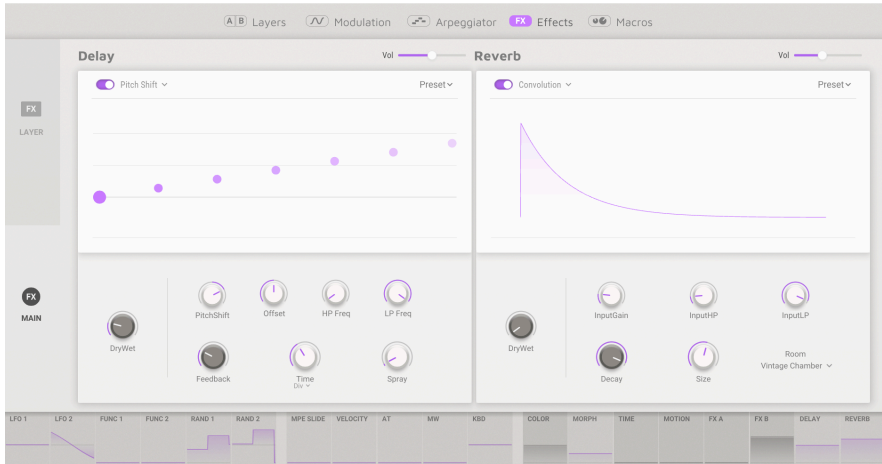 A B Layers Modulation Arpeggiator FX Effects Macros
Delay Vol
Reverb Vol
Pitch Shift Preset
Convolution Preset
FX
LAYER
FX
MAIN
DryWet
PitchShift Offset HP Freq LP Freq
Feedback Time Spray
Div
DryWet
InputGain InputHP InputLP
Decay Size
Room
Vintage Chamber
LFO 1 LFO 2 FUNC 1 FUNC 2 RAND 1 RAND 2 MPE SLIDE VELOCITY AT MW KBD COLOR MORPH TIME MOTION FX A FX B DELAY REVERB